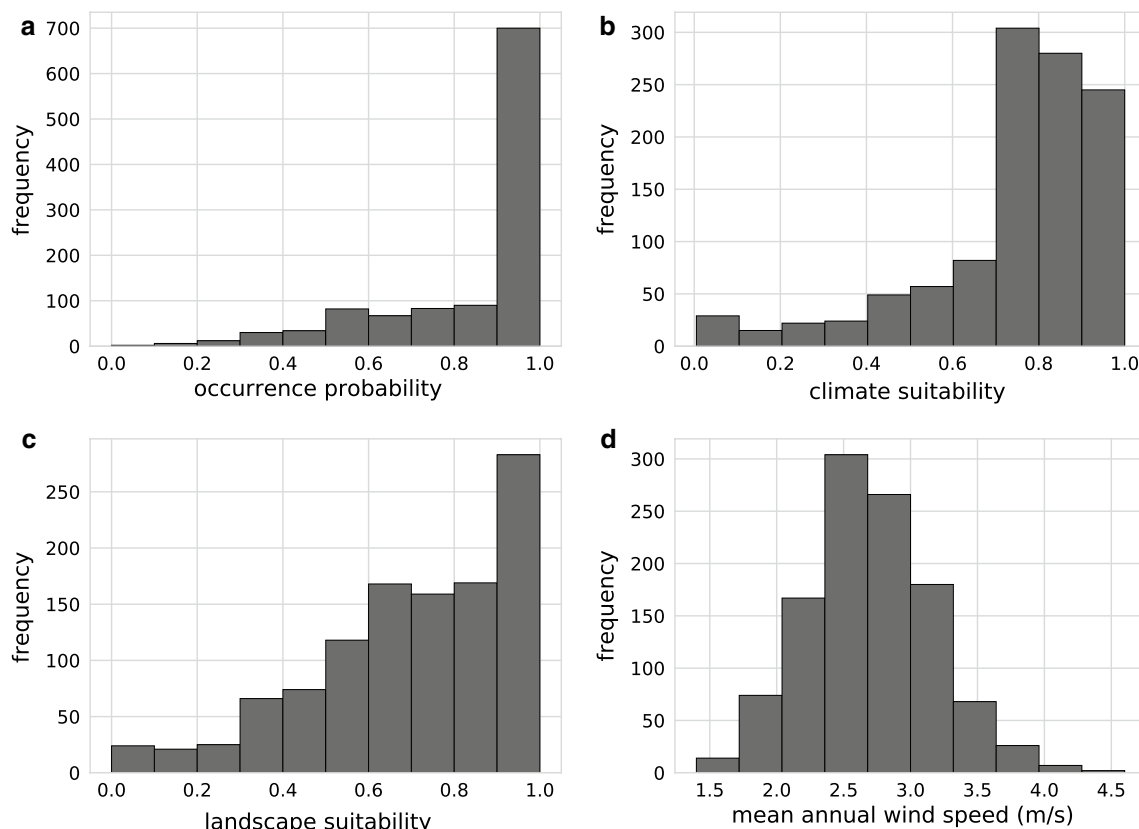 a
700
600
500
400
300
200
100
0
frequency
0.0 0.2 0.4 0.6 0.8 1.0
occurrence probability
b
300
250
200
150
100
50
0
frequency
0.0 0.2 0.4 0.6 0.8 1.0
climate suitability
c
250
200
150
100
50
0
frequency
0.0 0.2 0.4 0.6 0.8 1.0
landscape suitability
d
300
250
200
150
100
50
0
frequency
1.5 2.0 2.5 3.0 3.5 4.0 4.5
mean annual wind speed (m/s)